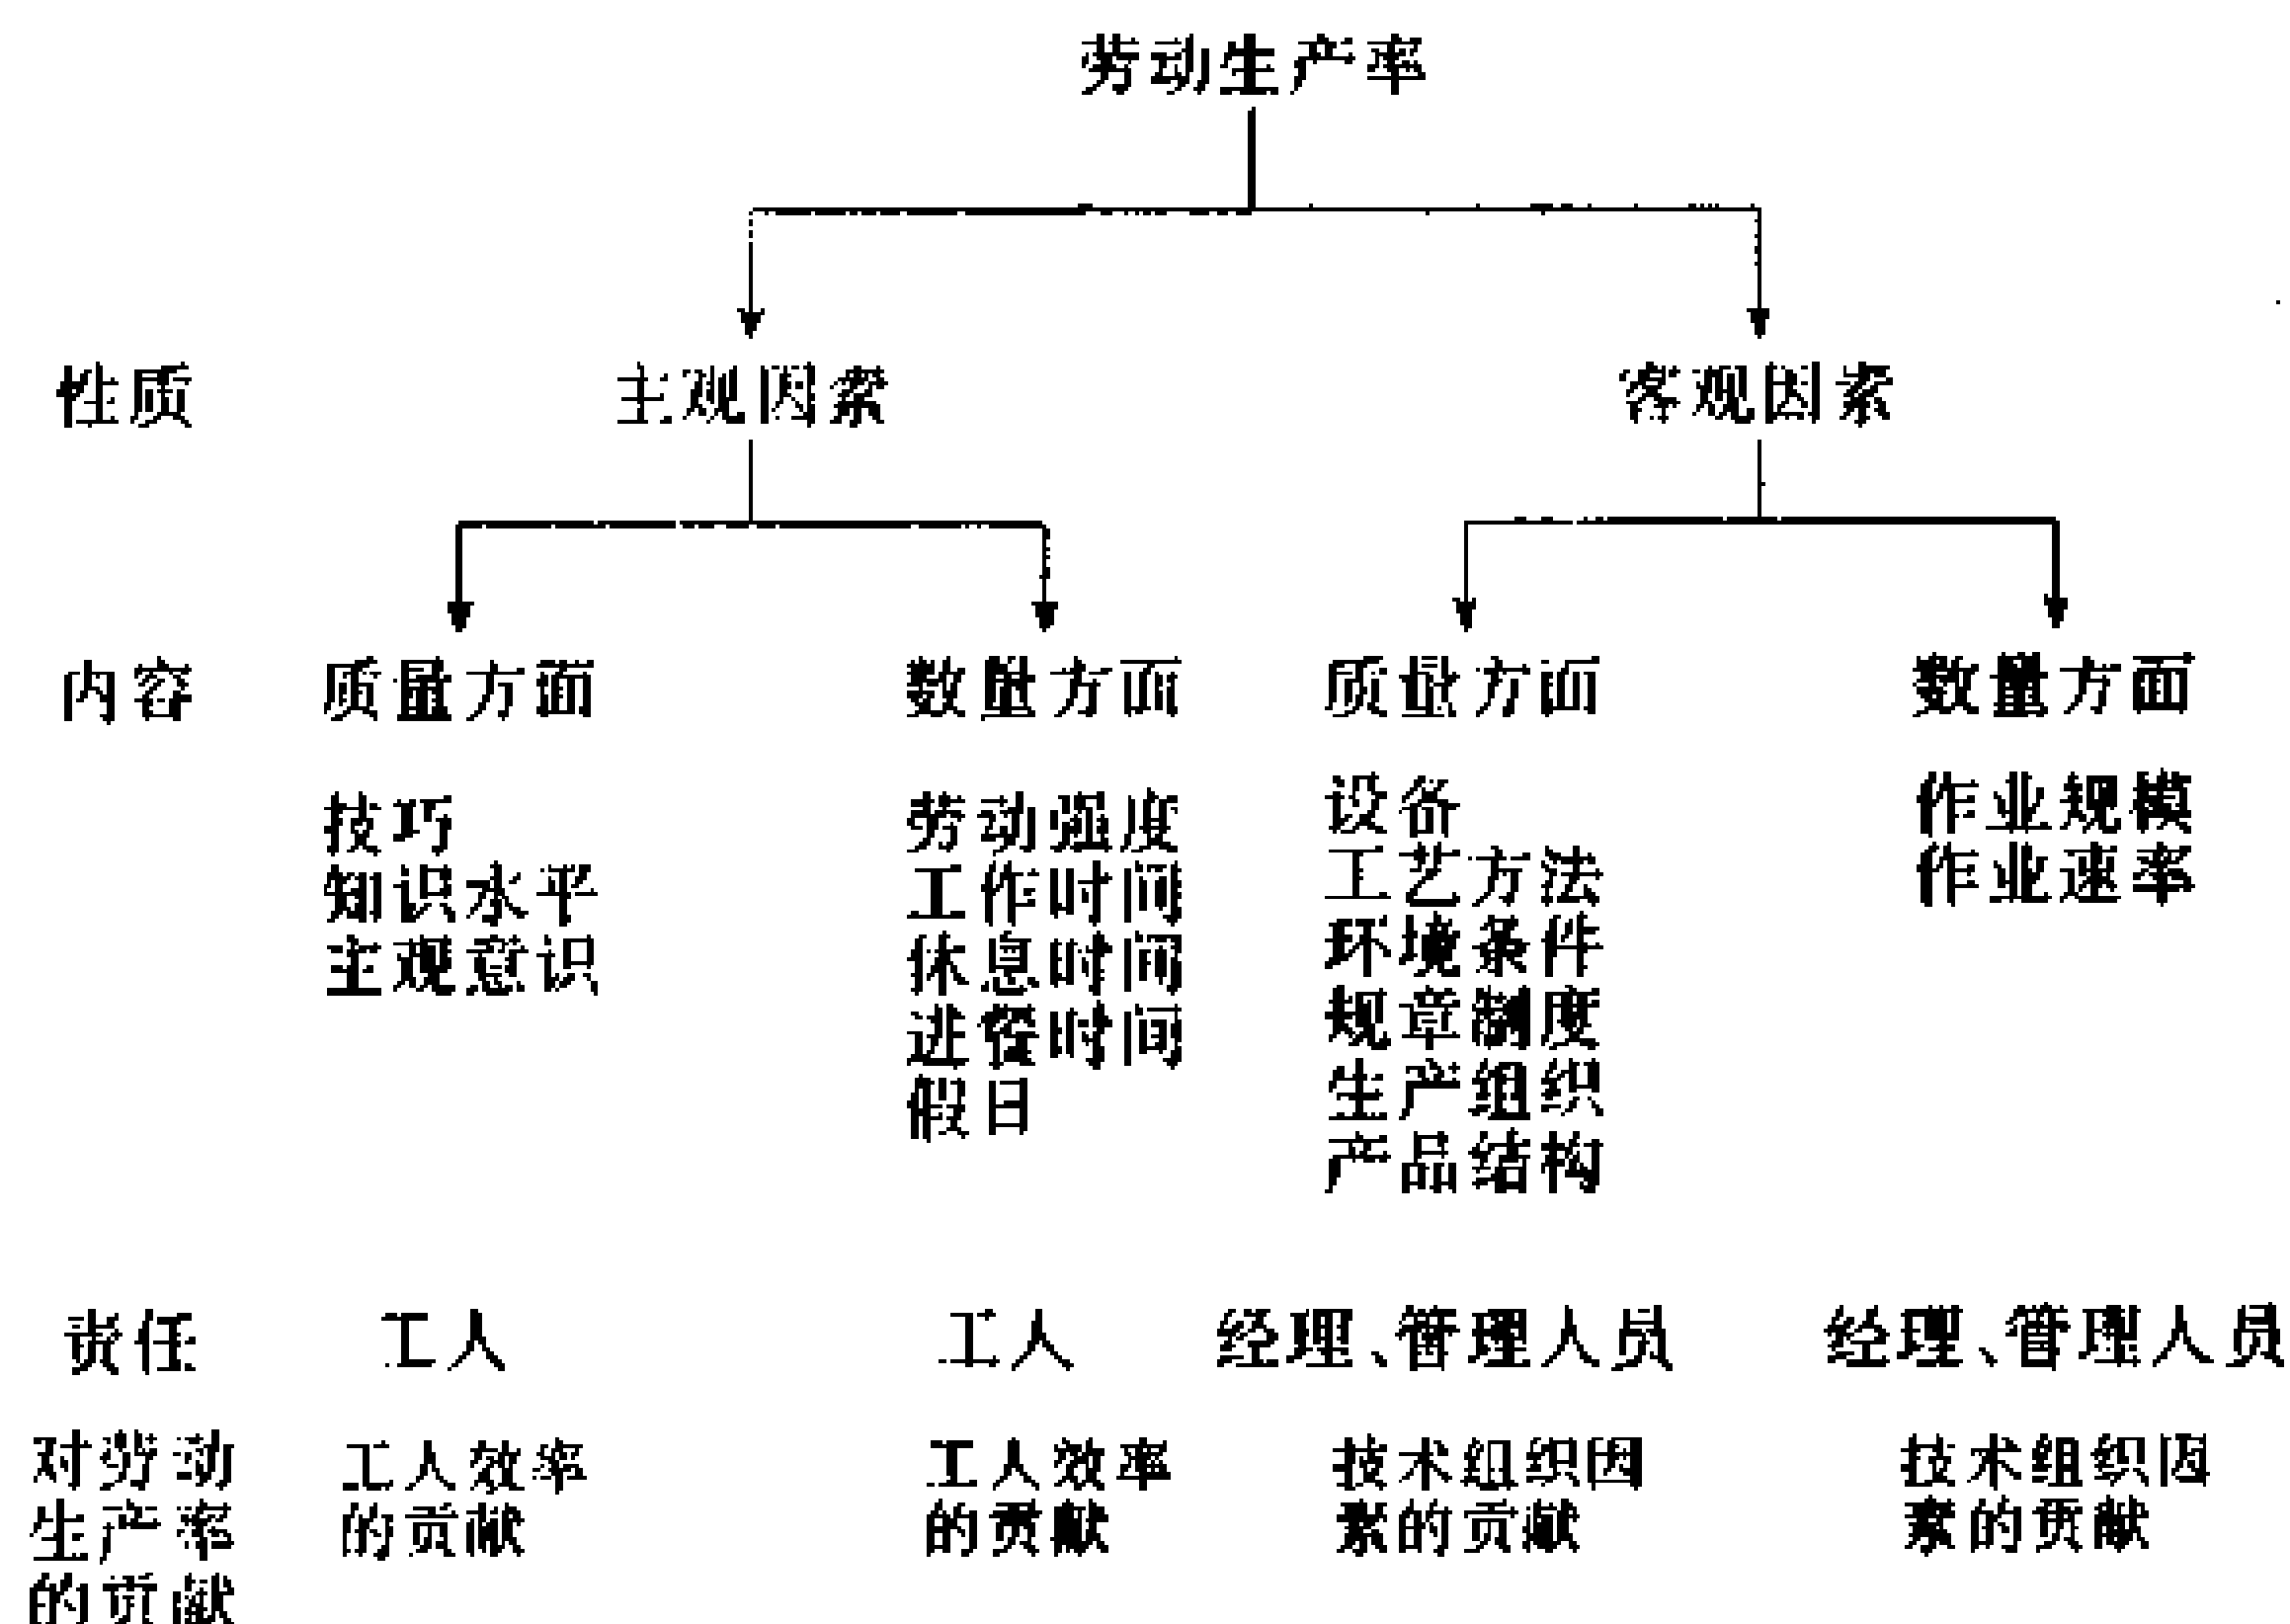 劳动生产率
性质 主观因素 客观因素
内容 质量方面 数量方面 质量方面 数量方面
技巧 劳动强度 设备 作业规模
知识水平 工作时间 工艺方法 作业速率
主观意识 休息时间 环境条件
进餐时间 规章制度
假日 生产组织
产品结构
责任 工人 工人 经理、管理人员 经理、管理人员
对劳动 工人效率 工人效率 技术组织因 技术组织因
生产率 的贡献 的贡献 素的贡献 素的贡献
的贡献